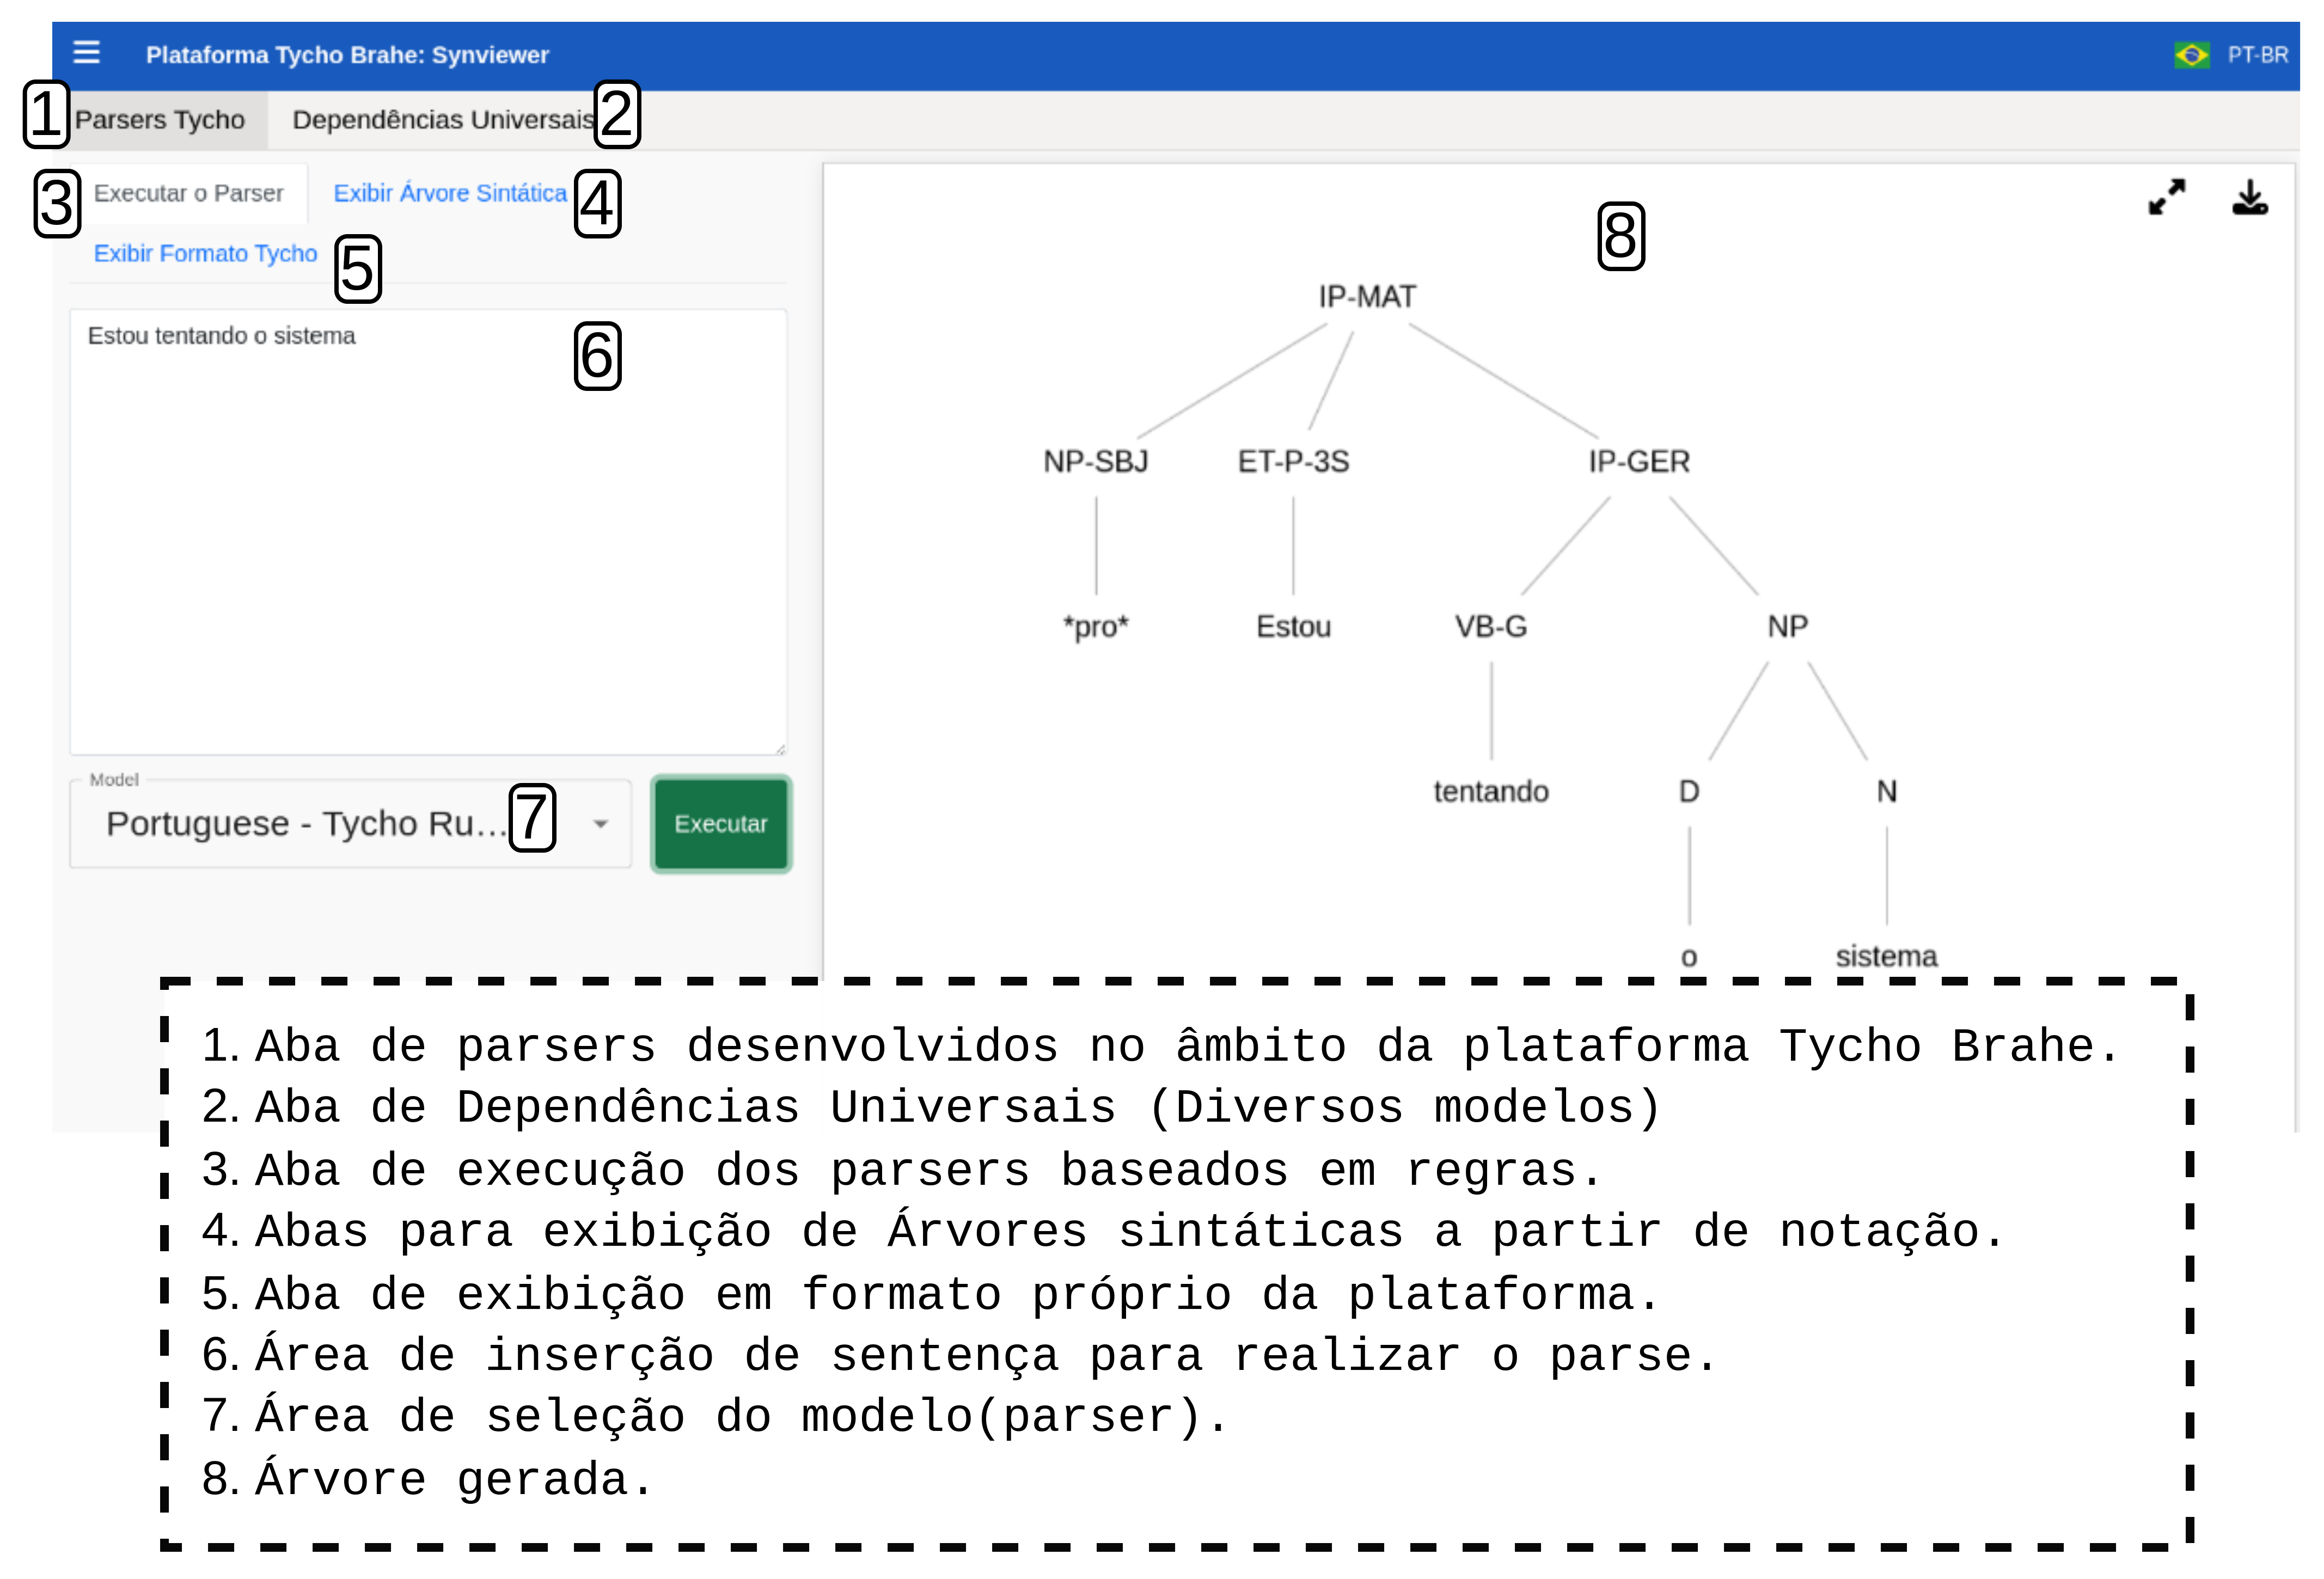 Plataforma Tycho Brahe: Synviewer
PT-BR
1 Parsers Tycho
Dependências Universais 2
3 Executar o Parser
Exibir Árvore Sintática 4
Exibir Formato Tycho 5
Estou tentando o sistema
6
Model
Portuguese - Tycho Ru... 7
Executar
8
IP-MAT
NP-SBJ ET-P-3S IP-GER
*pro* Estou VB-G NP
tentando D N
o sistema
1. Aba de parsers desenvolvidos no âmbito da plataforma Tycho Brahe.
2. Aba de Dependências Universais (Diversos modelos)
3. Aba de execução dos parsers baseados em regras.
4. Abas para exibição de Árvores sintáticas a partir de notação.
5. Aba de exibição em formato próprio da plataforma.
6. Área de inserção de sentença para realizar o parse.
7. Área de seleção do modelo(parser).
8. Árvore gerada.